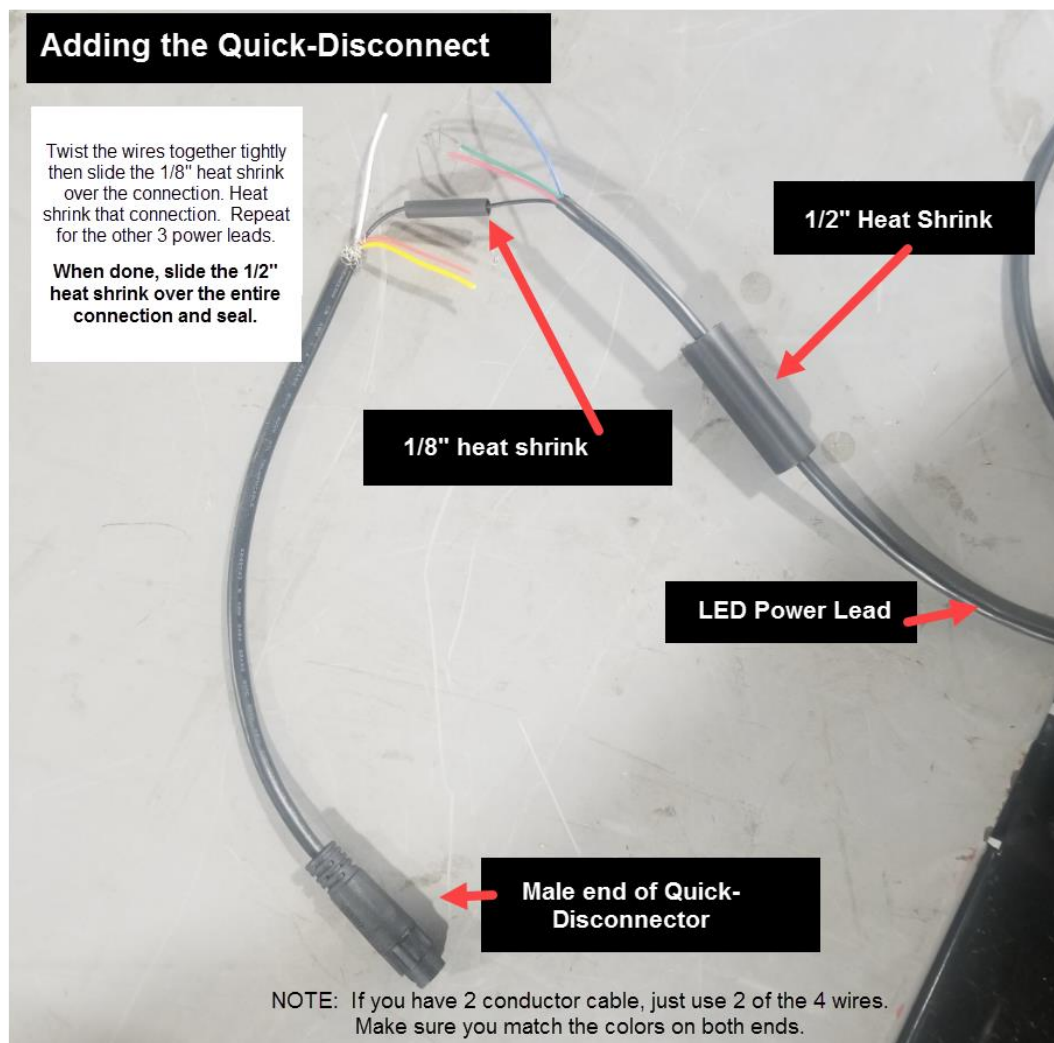 Adding the Quick-Disconnect
Twist the wires together tightly
then slide the 1/8" heat shrink
over the connection. Heat
shrink that connection.  Repeat
for the other 3 power leads.
When done, slide the 1/2"
heat shrink over the entire
connection and seal.
1/2" Heat Shrink
1/8" heat shrink
LED Power Lead
Male end of Quick-
Disconnector
NOTE:  If you have 2 conductor cable, just use 2 of the 4 wires.
Make sure you match the colors on both ends.